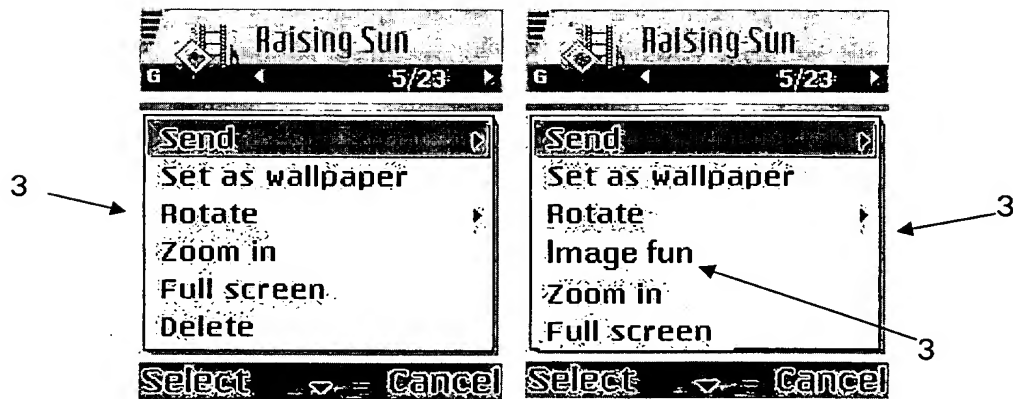 Raising Sun
G 5/23
Send
Set as wallpaper
Rotate
Zoom in
Full screen
Delete
Select Cancel
3
Raising Sun
G 5/23
Send
Set as wallpaper
Rotate
Image fun
Zoom in
Full screen
Select Cancel
3
3